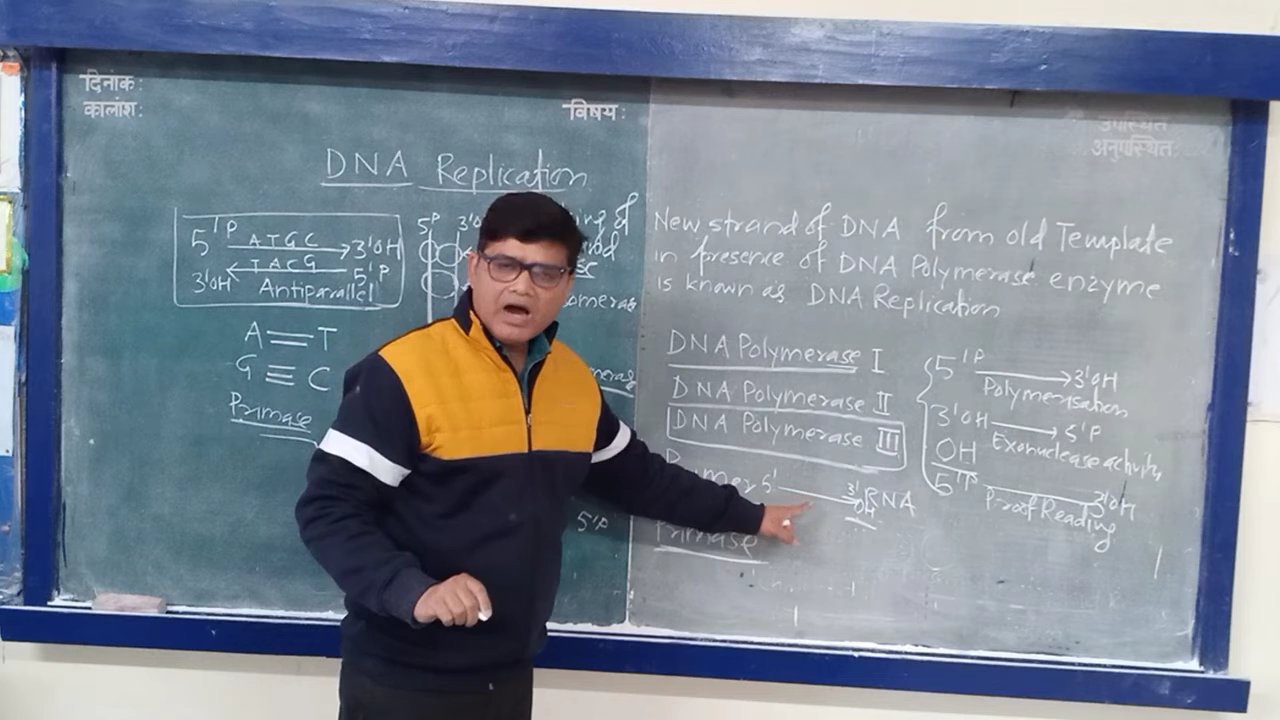 दिनांक:
कालांश:
विषय:
उपस्थित
अनुपस्थित:
DNA Replication
5'P A T G C 3'OH
3'OH T A C G 5'P
Antiparallel
A = T
G ≡ C
Primase
5'P
of
5'P
New strand of DNA from old Template
in presence of DNA Polymerase enzyme
is known as DNA Replication
DNA Polymerase I
DNA Polymerase II
DNA Polymerase III
Primer 5' 3'OH RNA
Primase
5'P 3'OH
Polymerisation
3'OH 5'P
Exonuclease activity
OH
5'P 3'OH
Proof Reading